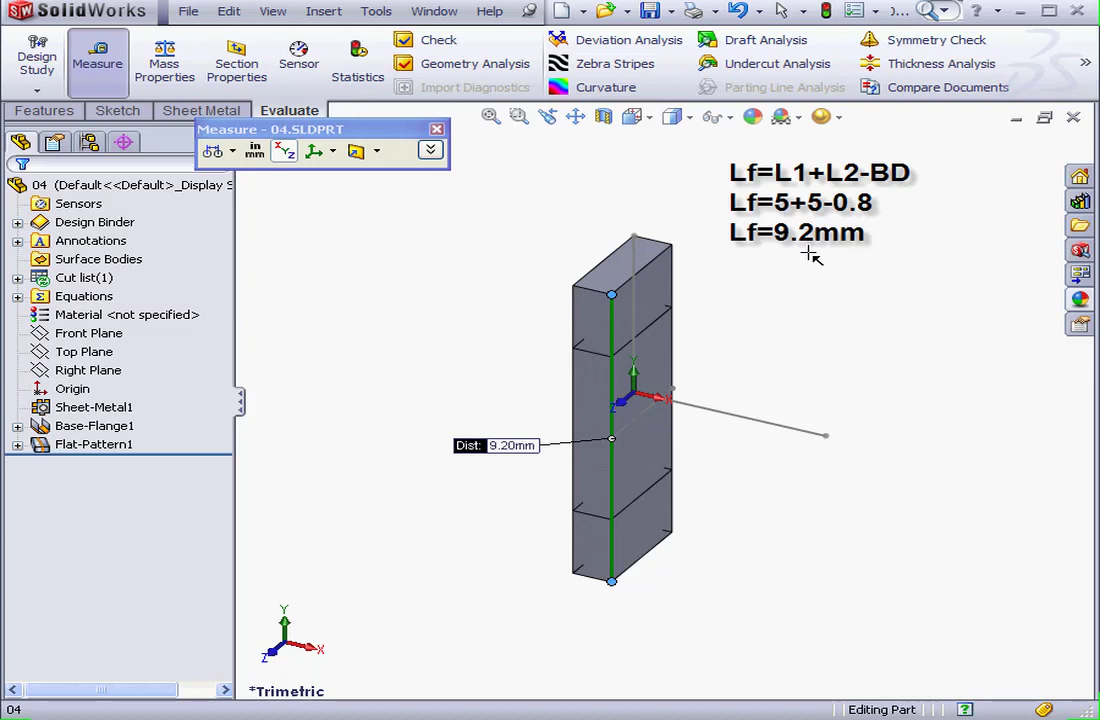 SolidWorks File Edit View Insert Tools Window Help
Design Study
Measure
Mass Properties
Section Properties
Sensor
Statistics
Check
Geometry Analysis
Import Diagnostics
Deviation Analysis
Zebra Stripes
Curvature
Draft Analysis
Undercut Analysis
Parting Line Analysis
Symmetry Check
Thickness Analysis
Compare Documents
Features Sketch Sheet Metal Evaluate
Measure - 04.SLDPRT
in mm XYZ
04 (Default<<Default>_Display S
Sensors
Design Binder
Annotations
Surface Bodies
Cut list(1)
Equations
Material <not specified>
Front Plane
Top Plane
Right Plane
Origin
Sheet-Metal1
Base-Flange1
Flat-Pattern1
Lf=L1+L2-BD
Lf=5+5-0.8
Lf=9.2mm
Y
X
Z
Dist: 9.20mm
Y
X
Z
*Trimetric
04 Editing Part